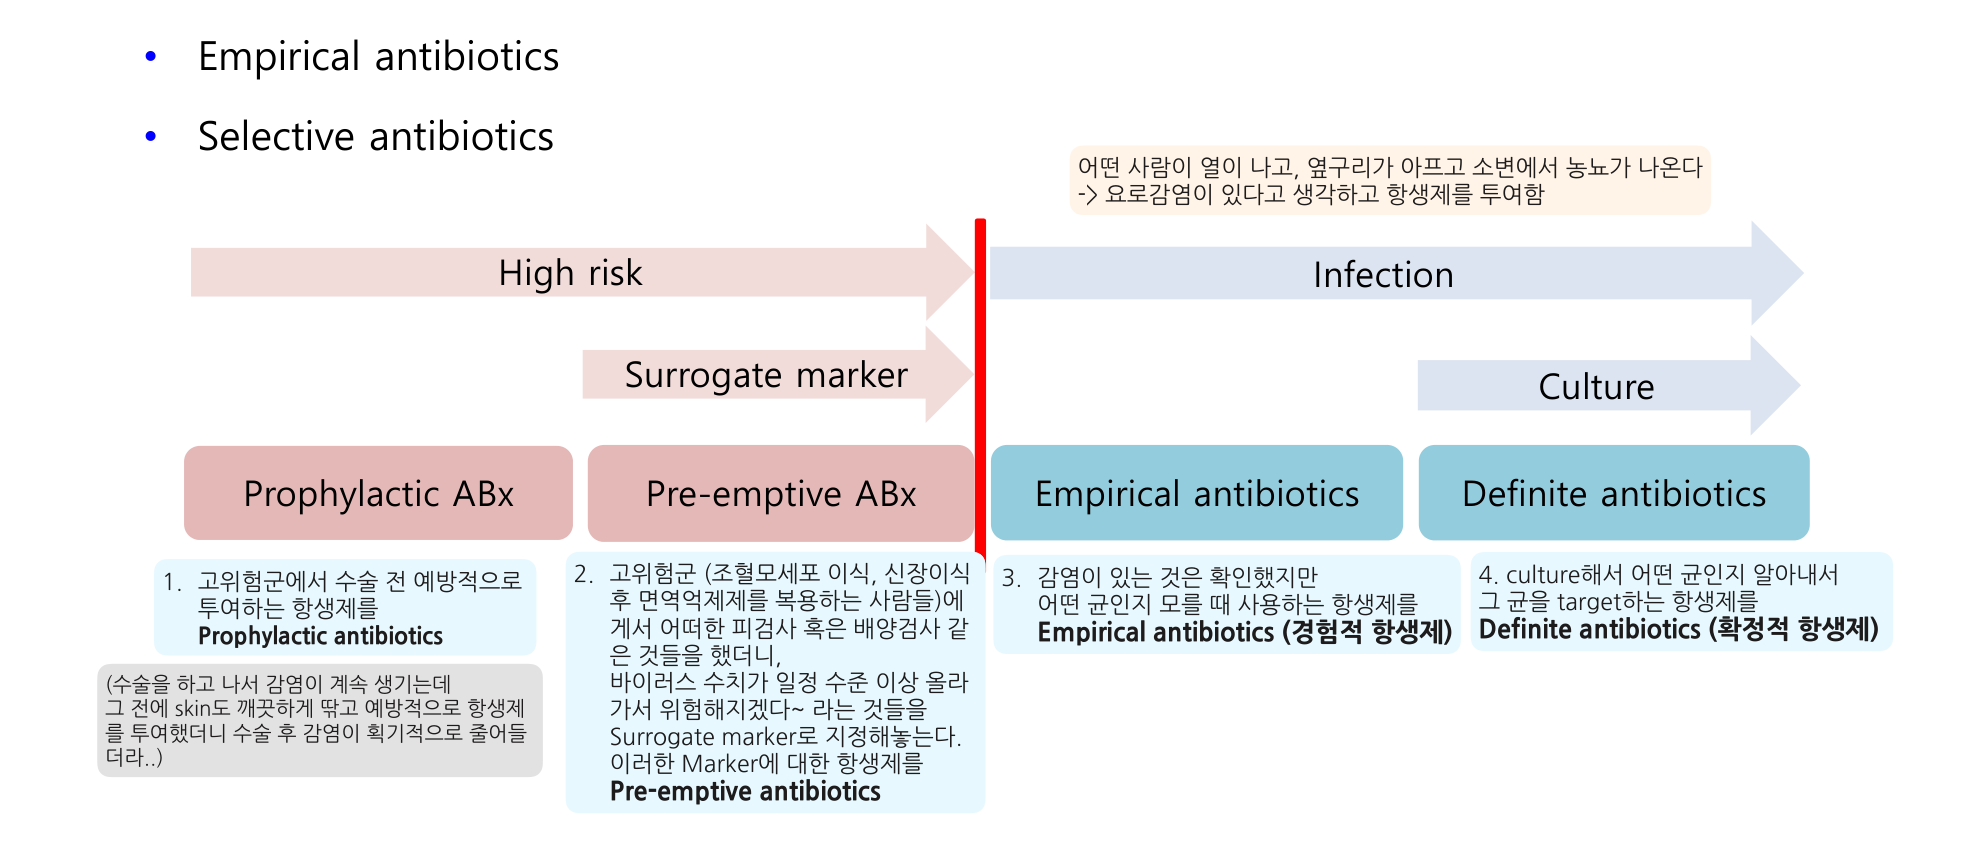 • Empirical antibiotics
• Selective antibiotics
어떤 사람이 열이 나고, 옆구리가 아프고 소변에서 농뇨가 나온다
-> 요로감염이 있다고 생각하고 항생제를 투여함
High risk
Infection
Surrogate marker
Culture
Prophylactic ABx
Pre-emptive ABx
Empirical antibiotics
Definite antibiotics
1. 고위험군에서 수술 전 예방적으로
투여하는 항생제를
Prophylactic antibiotics
(수술을 하고 나서 감염이 계속 생기는데
그 전에 skin도 깨끗하게 딲고 예방적으로 항생제
를 투여했더니 수술 후 감염이 획기적으로 줄어들
더라..)
2. 고위험군 (조혈모세포 이식, 신장이식
후 면역억제제를 복용하는 사람들)에
게서 어떠한 피검사 혹은 배양검사 같
은 것들을 했더니,
바이러스 수치가 일정 수준 이상 올라
가서 위험해지겠다~ 라는 것들을
Surrogate marker로 지정해놓는다.
이러한 Marker에 대한 항생제를
Pre-emptive antibiotics
3. 감염이 있는 것은 확인했지만
어떤 균인지 모를 때 사용하는 항생제를
Empirical antibiotics (경험적 항생제)
4. culture해서 어떤 균인지 알아내서
그 균을 target하는 항생제를
Definite antibiotics (확정적 항생제)